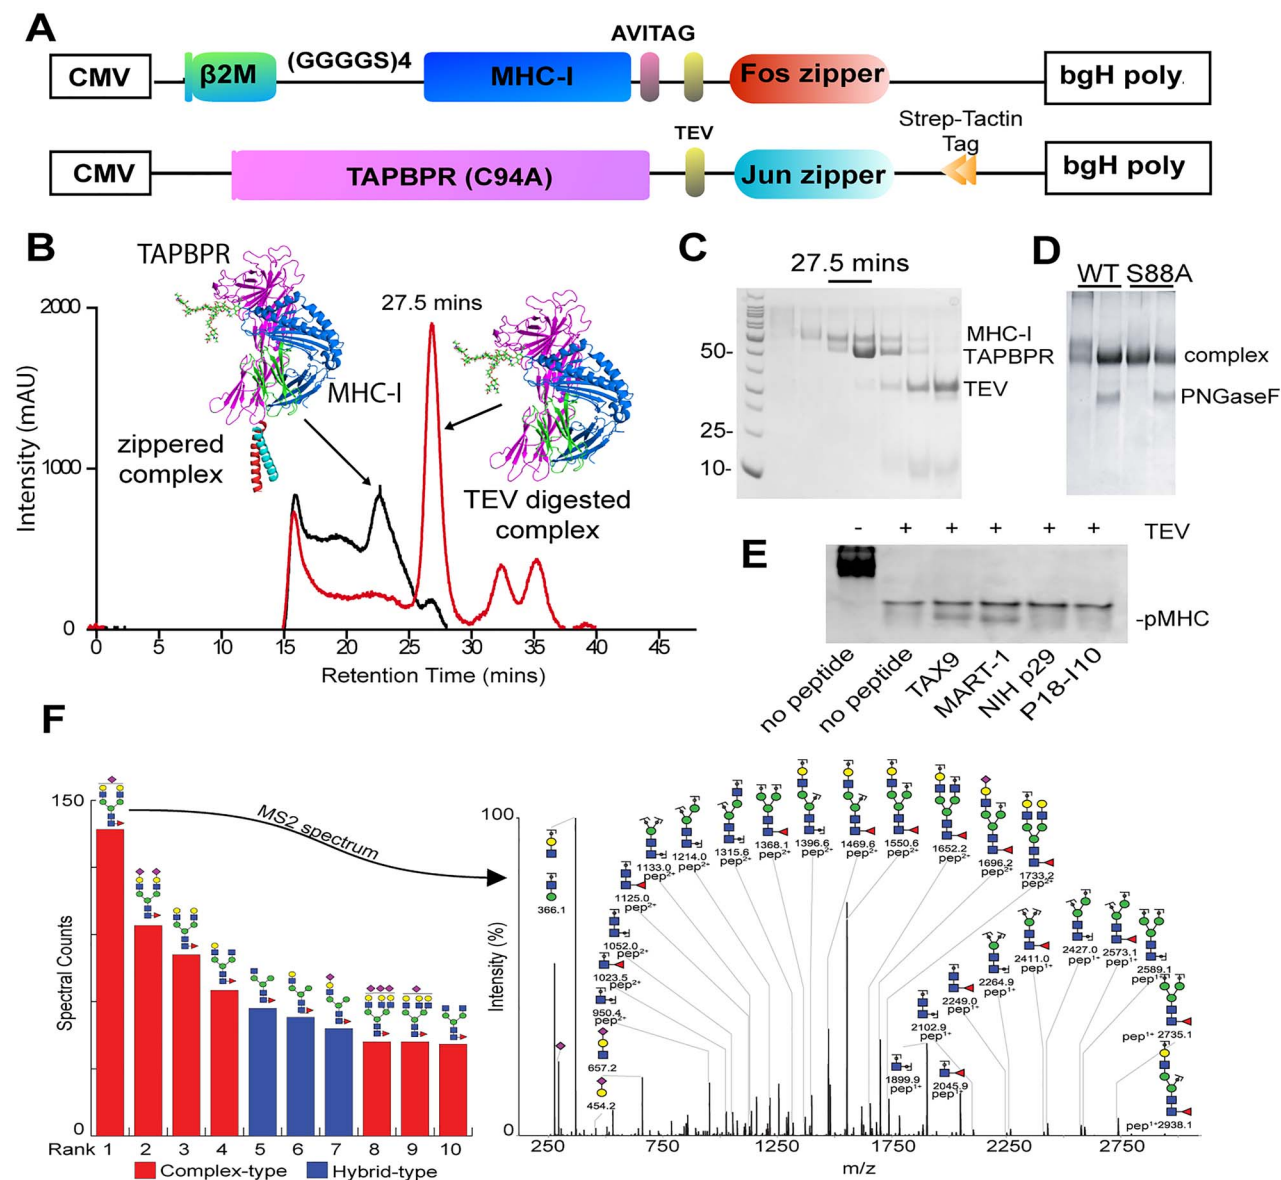 A
AVITAG
CMV
β2M
(GGGGS)4
MHC-I
Fos zipper
bgH poly
Strep-Tactin
Tag
TEV
CMV
TAPBPR (C94A)
Jun zipper
bgH poly
B
TAPBPR
27.5 mins
MHC-I
zippered
complex
TEV digested
complex
Intensity (mAU)
2000
1000
0
0 5 10 15 20 25 30 35 40 45
Retention Time (mins)
C
27.5 mins
50-
25-
10-
MHC-I
TAPBPR
TEV
D
WT S88A
complex
PNGaseF
E
- + + + + + TEV
-pMHC
no peptide
no peptide
TAX9
MART-1
NIH p29
P18-I10
F
150
0
Spectral Counts
Rank 1 2 3 4 5 6 7 8 9 10
Complex-type
Hybrid-type
MS2 spectrum
100
0
Intensity (%)
366.1
657.2
454.2
950.4
pep2+
1023.5
pep2+
1052.0
pep2+
1125.0
pep2+
1133.0
pep2+
1214.0
pep2+
1315.6
pep2+
1368.1
pep2+
1396.6
pep2+
1469.6
pep2+
1550.6
pep2+
1652.2
pep2+
1696.2
pep2+
1733.2
pep2+
1899.9
pep1+
2045.9
pep1+
2102.9
pep1+
2249.0
pep1+
2264.9
pep1+
2411.0
pep1+
2427.0
pep1+
2573.1
pep1+
2589.1
pep1+
pep1+ 2735.1
pep1+2938.1
250 750 1250 1750 2250 2750
m/z